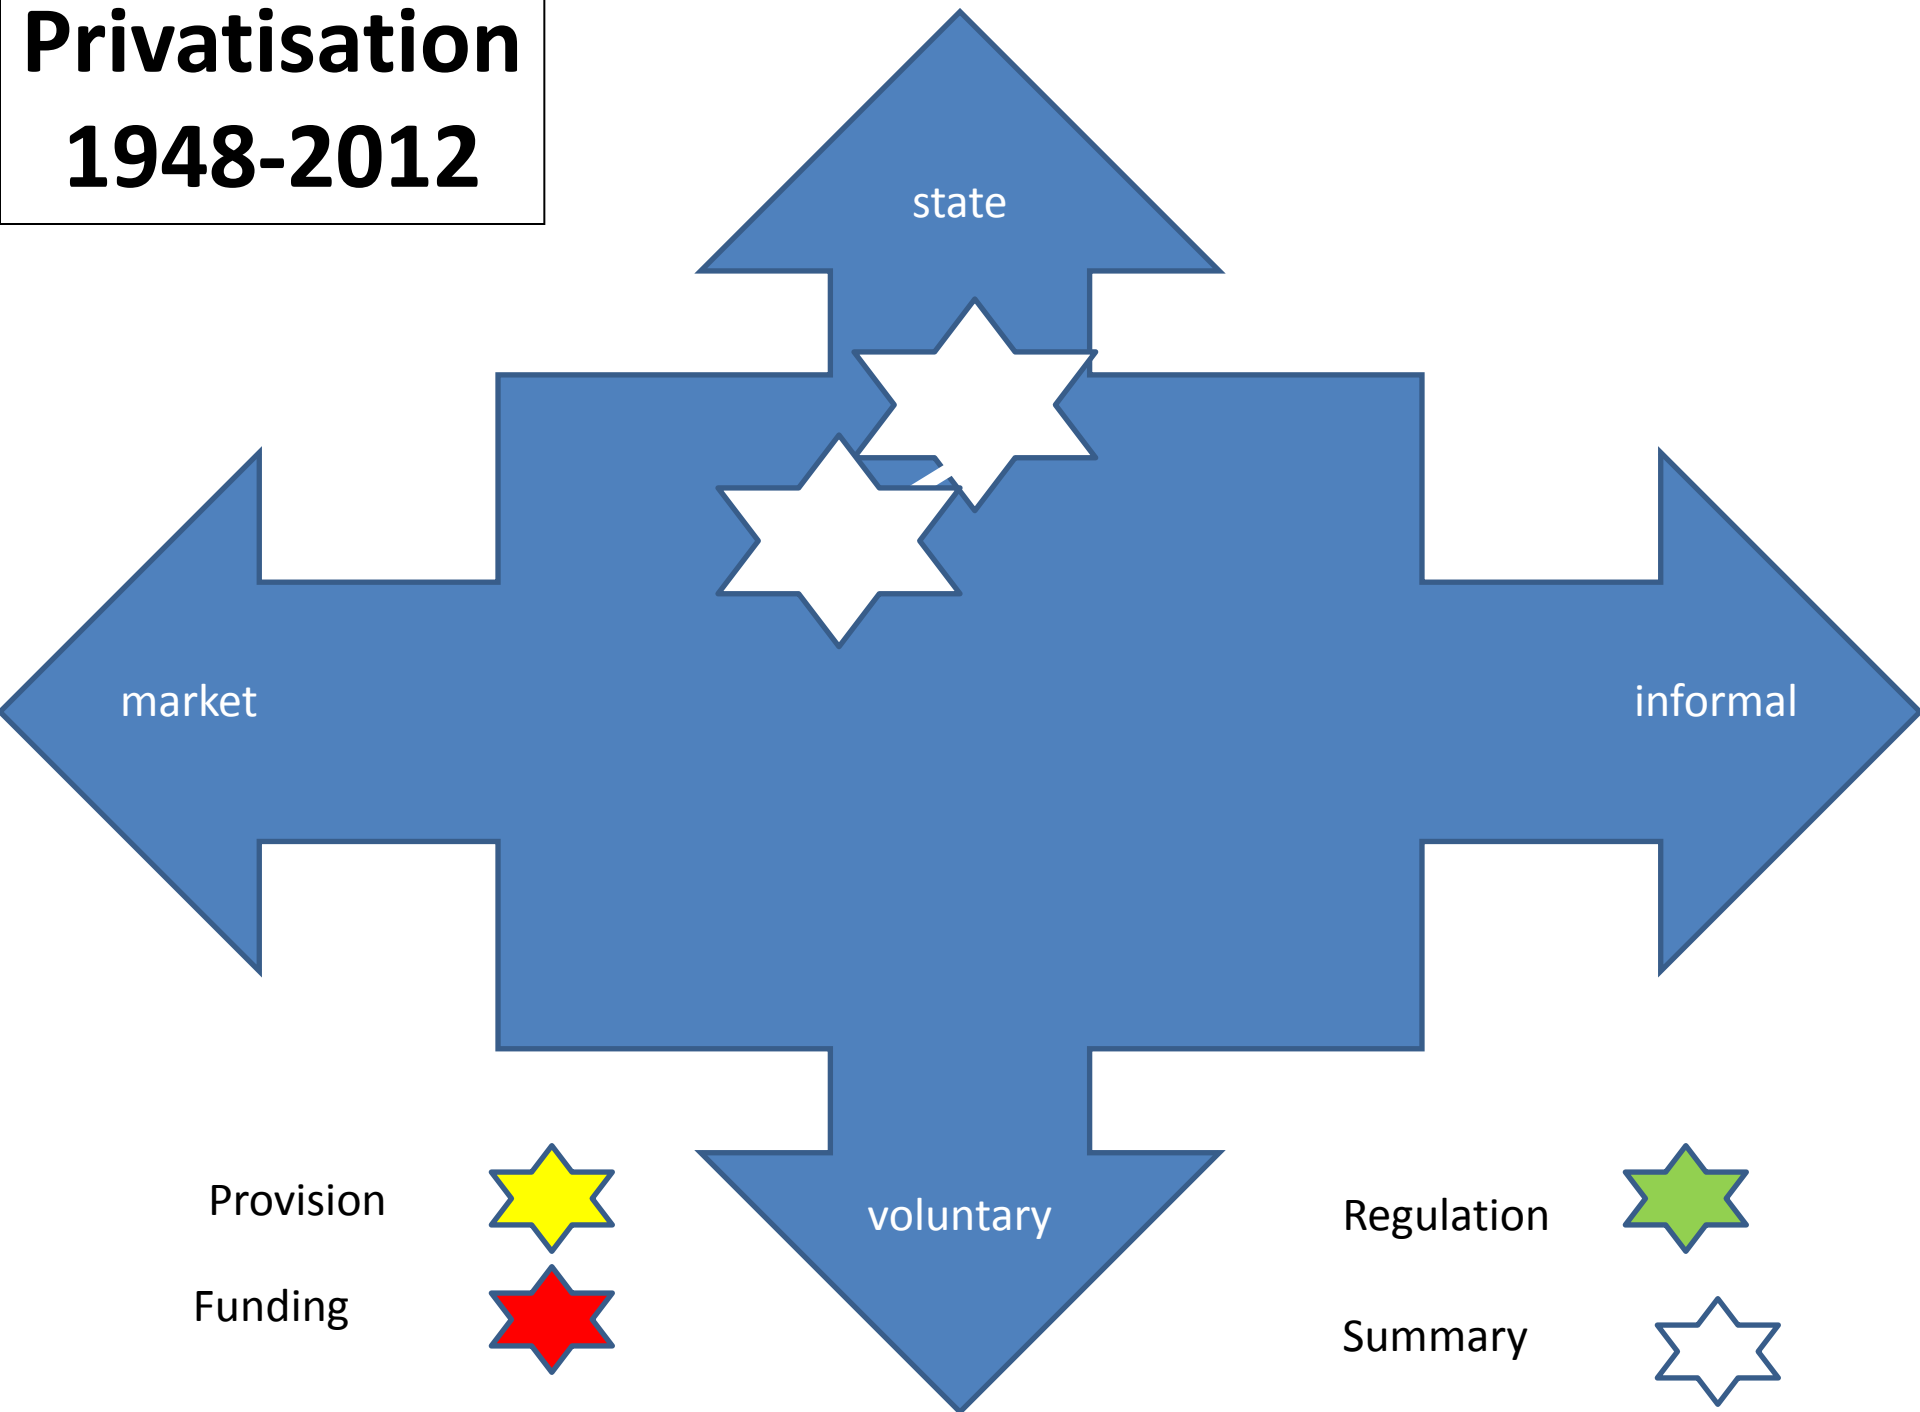 Privatisation
1948-2012
state
market
informal
voluntary
Provision
Funding
Regulation
Summary